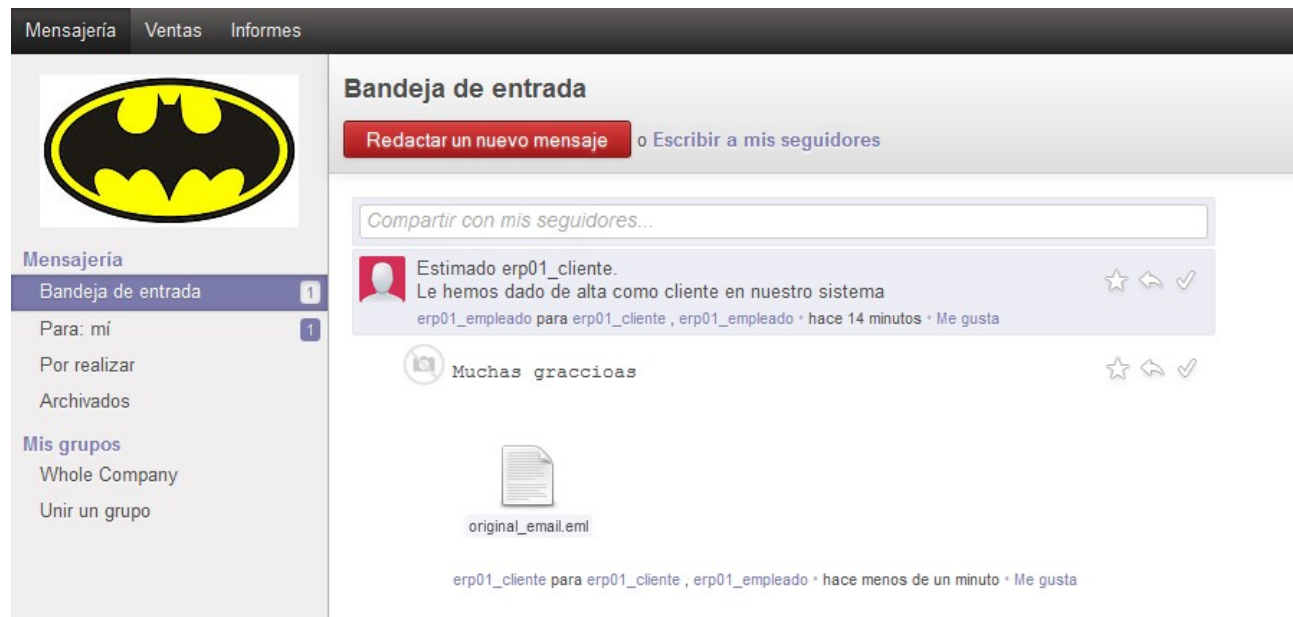 Mensajería Ventas Informes
Bandeja de entrada
Redactar un nuevo mensaje o Escribir a mis seguidores
Compartir con mis seguidores...
Mensajería
Bandeja de entrada 1
Para: mí 1
Por realizar
Archivados
Mis grupos
Whole Company
Unir un grupo
Estimado erp01_cliente.
Le hemos dado de alta como cliente en nuestro sistema
erp01_empleado para erp01_cliente , erp01_empleado • hace 14 minutos • Me gusta
Muchas graccioas
original_email.eml
erp01_cliente para erp01_cliente , erp01_empleado • hace menos de un minuto • Me gusta